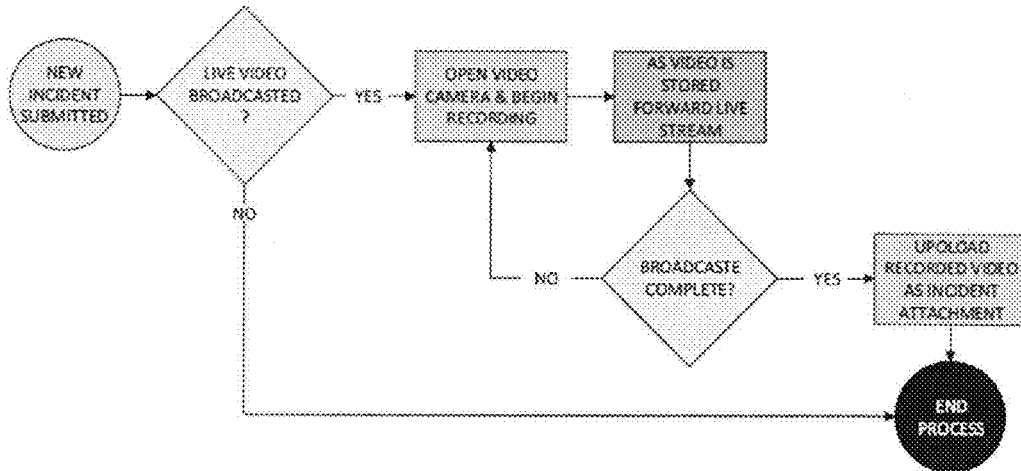 NEW
INCIDENT
SUBMITTED
LIVE VIDEO
BROADCASTED
?
YES
OPEN VIDEO
CAMERA & BEGIN
RECORDING
AS VIDEO IS
STORED
FORWARD LIVE
STREAM
NO
NO
BROADCASTE
COMPLETE?
YES
UPOLOAD
RECORDED VIDEO
AS INCIDENT
ATTACHMENT
END
PROCESS